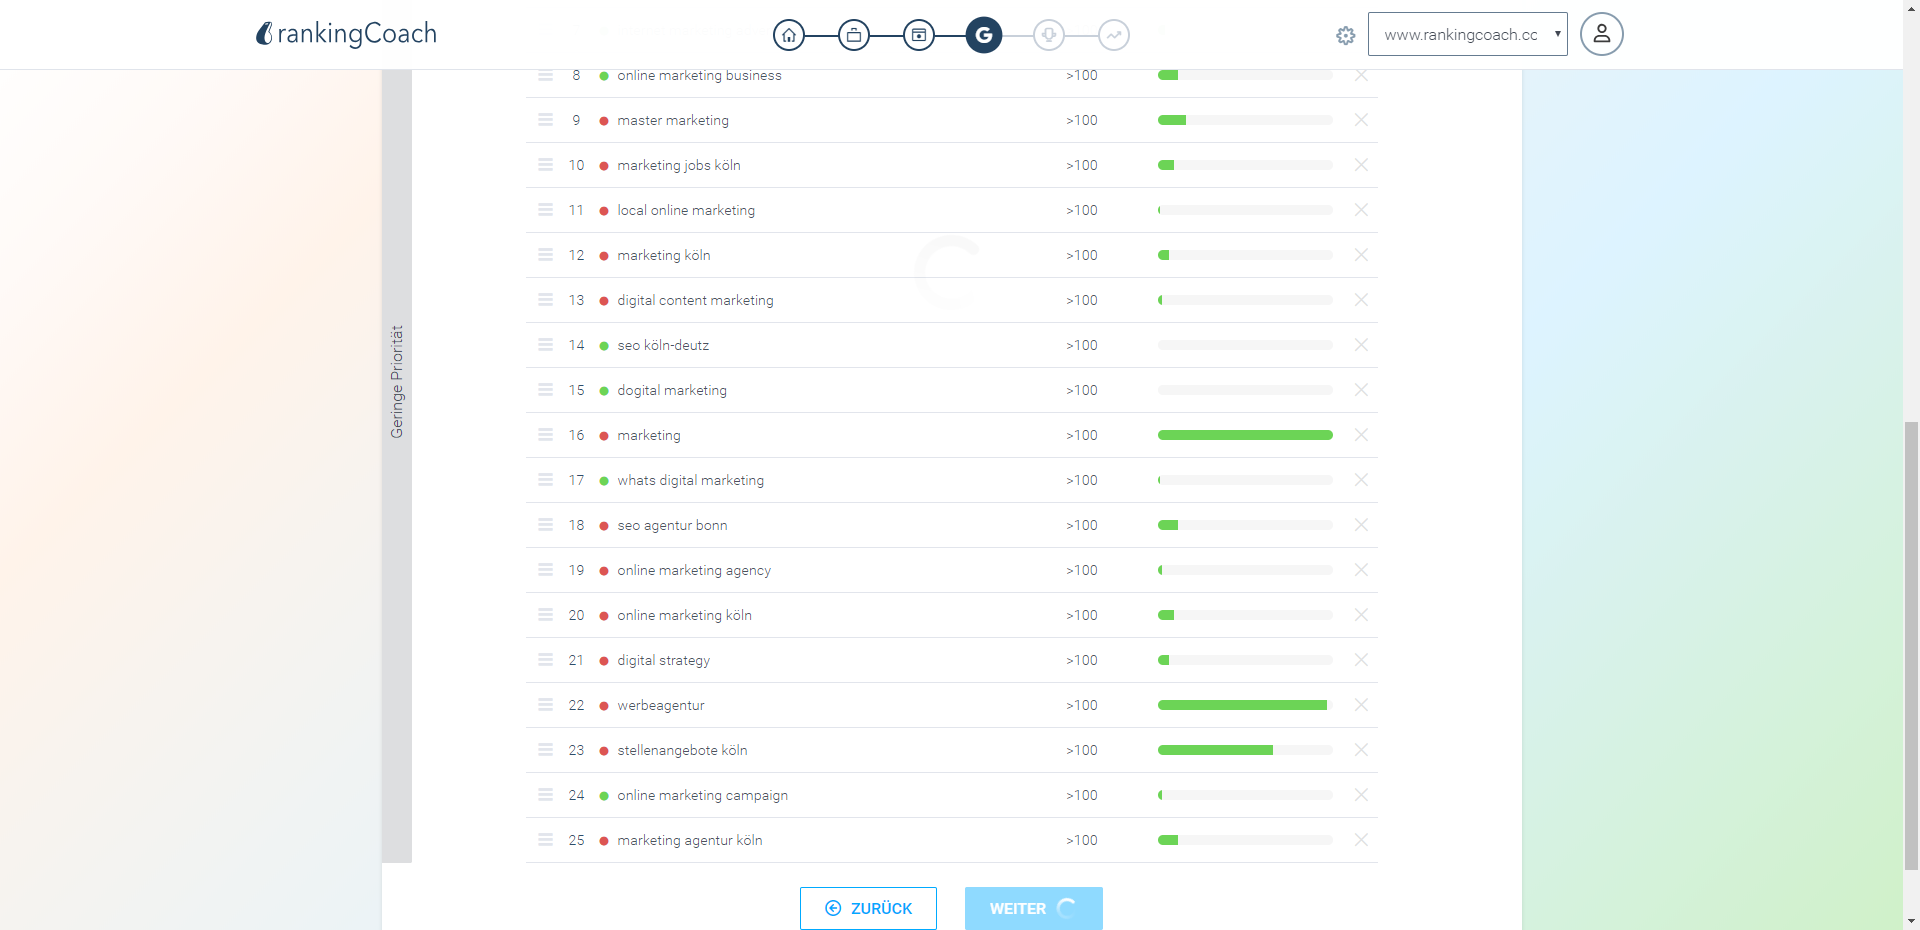 rankingCoach
G
www.rankingcoach.cc
8 online marketing business >100
9 master marketing >100
10 marketing jobs köln >100
11 local online marketing >100
12 marketing köln >100
13 digital content marketing >100
14 seo köln-deutz >100
15 dogital marketing >100
16 marketing >100
17 whats digital marketing >100
18 seo agentur bonn >100
19 online marketing agency >100
20 online marketing köln >100
21 digital strategy >100
22 werbeagentur >100
23 stellenangebote köln >100
24 online marketing campaign >100
25 marketing agentur köln >100
Geringe Priorität
ZURÜCK
WEITER